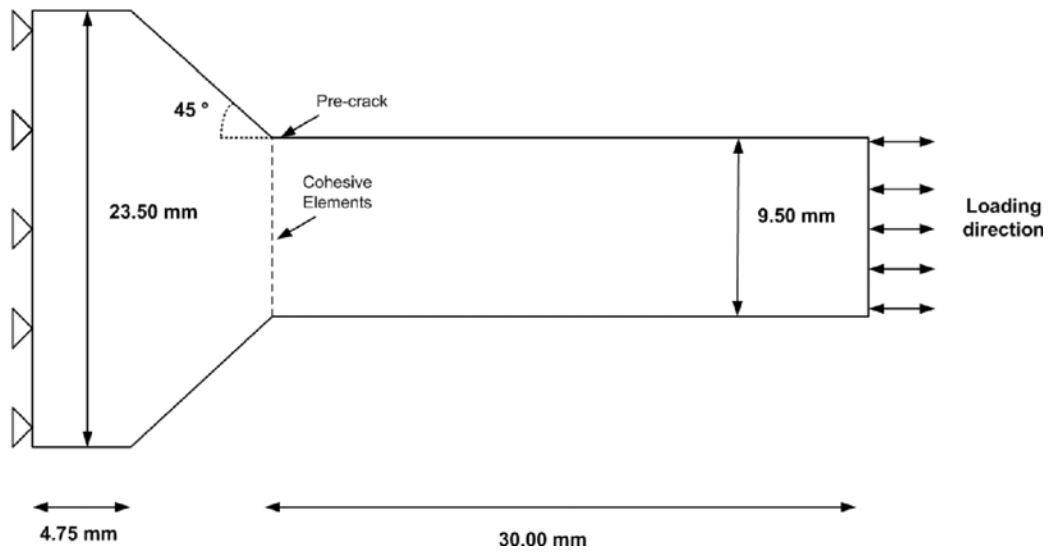 Pre-crack
45 °
Cohesive
Elements
23.50 mm
9.50 mm
Loading
direction
4.75 mm
30.00 mm